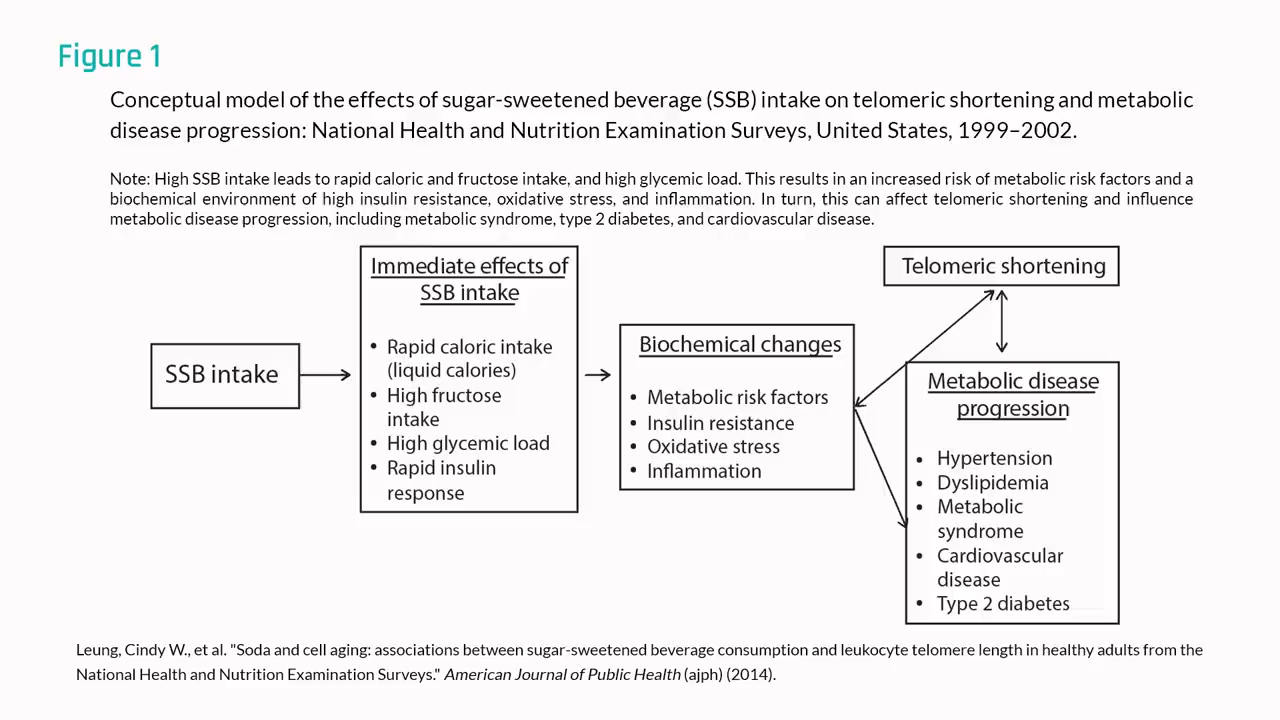 Figure 1
Conceptual model of the effects of sugar-sweetened beverage (SSB) intake on telomeric shortening and metabolic
disease progression: National Health and Nutrition Examination Surveys, United States, 1999–2002.
Note: High SSB intake leads to rapid caloric and fructose intake, and high glycemic load. This results in an increased risk of metabolic risk factors and a
biochemical environment of high insulin resistance, oxidative stress, and inflammation. In turn, this can affect telomeric shortening and influence
metabolic disease progression, including metabolic syndrome, type 2 diabetes, and cardiovascular disease.
SSB intake
Immediate effects of
SSB intake
• Rapid caloric intake
(liquid calories)
• High fructose
intake
• High glycemic load
• Rapid insulin
response
Biochemical changes
• Metabolic risk factors
• Insulin resistance
• Oxidative stress
• Inflammation
Telomeric shortening
Metabolic disease
progression
• Hypertension
• Dyslipidemia
• Metabolic
syndrome
• Cardiovascular
disease
• Type 2 diabetes
Leung, Cindy W., et al. "Soda and cell aging: associations between sugar-sweetened beverage consumption and leukocyte telomere length in healthy adults from the
National Health and Nutrition Examination Surveys." American Journal of Public Health (ajph) (2014).